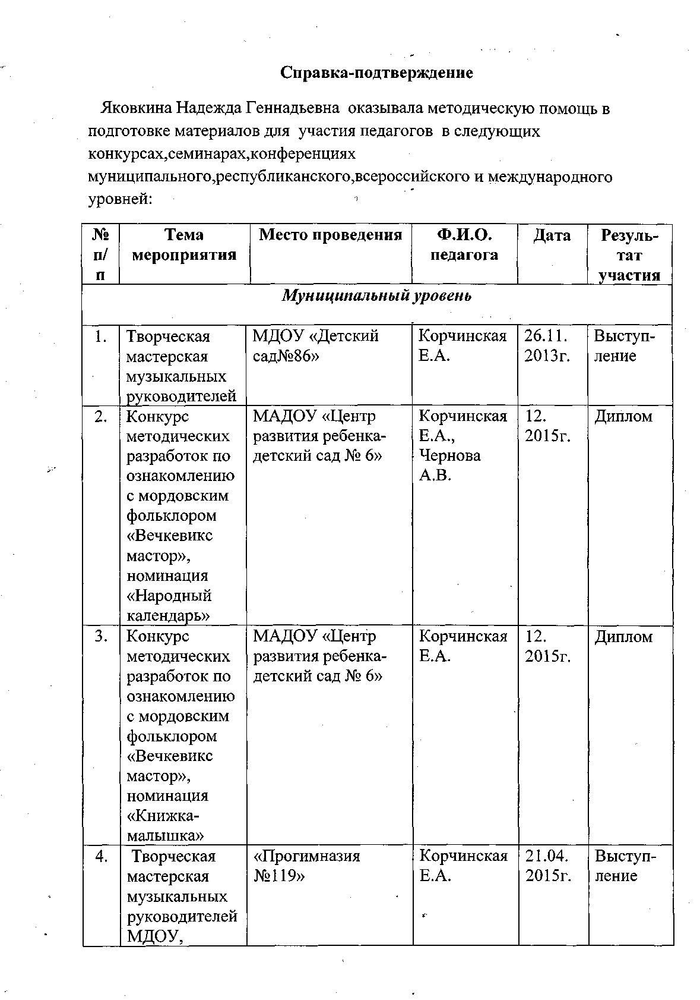 Справка-подтверждение
Яковкина Надежда Геннадьевна оказывала методическую помощь в
подготовке материалов для участия педагогов в следующих
конкурсах,семинарах,конференциях
муниципального,республиканского,всероссийского и международного
уровней:
№ п/п
Тема мероприятия
Место проведения
Ф.И.О. педагога
Дата
Резуль-
тат
участия
Муниципальный уровень
1.
Творческая
мастерская
музыкальных
руководителей
МДОУ «Детский
сад№86»
Корчинская
Е.А.
26.11.
2013г.
Выступ-
ление
2.
Конкурс
методических
разработок по
ознакомлению
с мордовским
фольклором
«Вечкевикс
мастор»,
номинация
«Народный
календарь»
МАДОУ «Центр
развития ребенка-
детский сад № 6»
Корчинская
Е.А.,
Чернова
А.В.
12.
2015г.
Диплом
3.
Конкурс
методических
разработок по
ознакомлению
с мордовским
фольклором
«Вечкевикс
мастор»,
номинация
«Книжка-
малышка»
МАДОУ «Центр
развития ребенка-
детский сад № 6»
Корчинская
Е.А.
12.
2015г.
Диплом
4.
Творческая
мастерская
музыкальных
руководителей
МДОУ,
«Прогимназия
№119»
Корчинская
Е.А.
21.04.
2015г.
Выступ-
ление